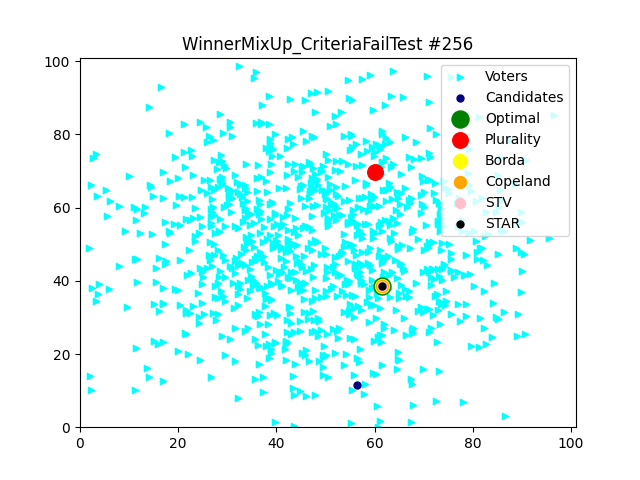 WinnerMixUp_CriteriaFailTest #256
100
80
60
40
20
0
0
20
40
60
80
100
Voters
Candidates
Optimal
Plurality
Borda
Copeland
STV
STAR